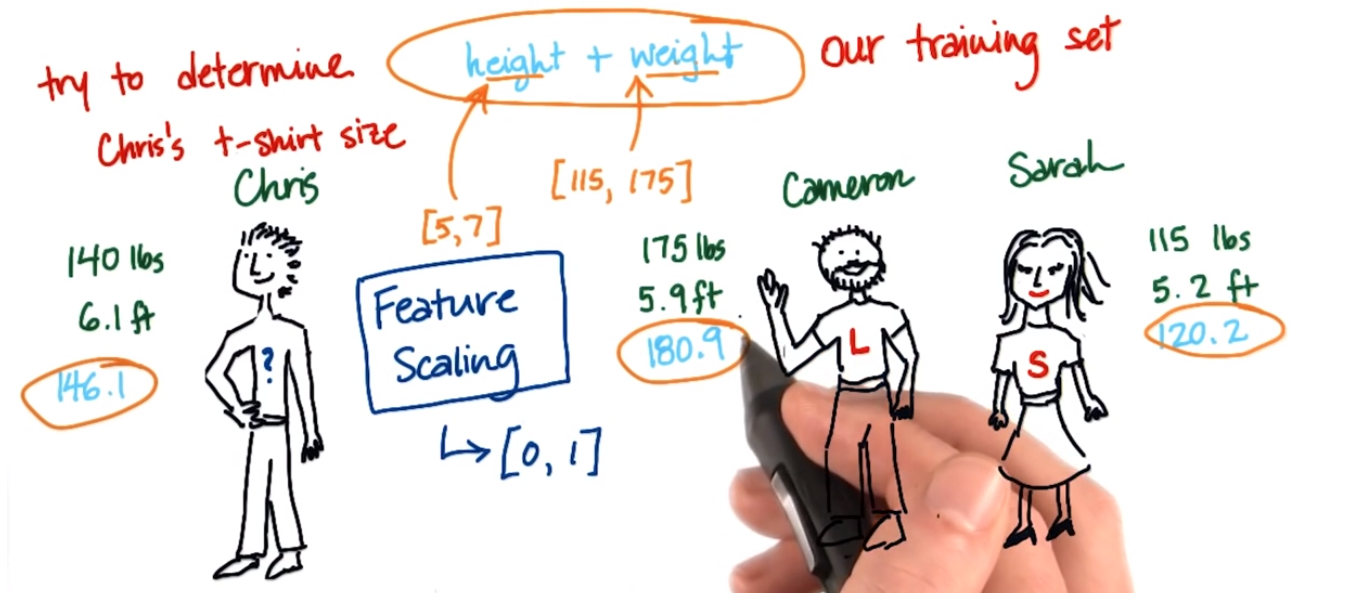 try to determine
Chris's t-shirt size
height + weight
our training set
[5,7]
[115, 175]
Chris
140 lbs
6.1 ft
146.1
?
Feature
Scaling
↳ [0, 1]
Cameron
175 lbs
5.9 ft
180.9
L
Sarah
115 lbs
5.2 ft
120.2
S